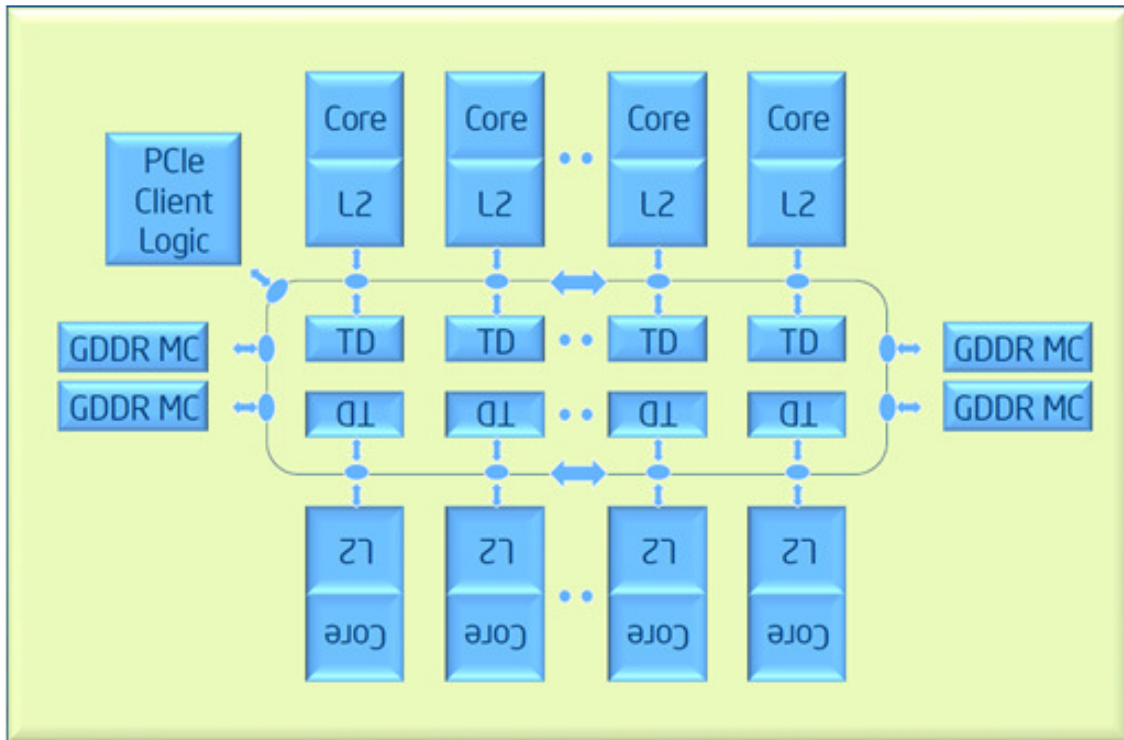 Core Core Core Core
PCIe
Client
Logic
L2 L2 L2 L2
TD TD TD TD
GDDR MC GDDR MC
GDDR MC GDDR MC
TD TD TD TD
L2 L2 L2 L2
Core Core Core Core